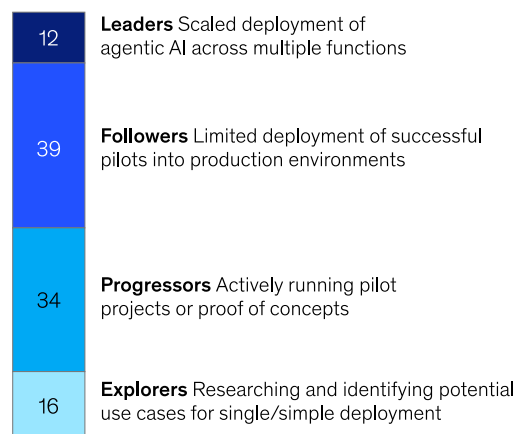 12
Leaders Scaled deployment of
agentic AI across multiple functions
39
Followers Limited deployment of successful
pilots into production environments
34
Progressors Actively running pilot
projects or proof of concepts
16
Explorers Researching and identifying potential
use cases for single/simple deployment